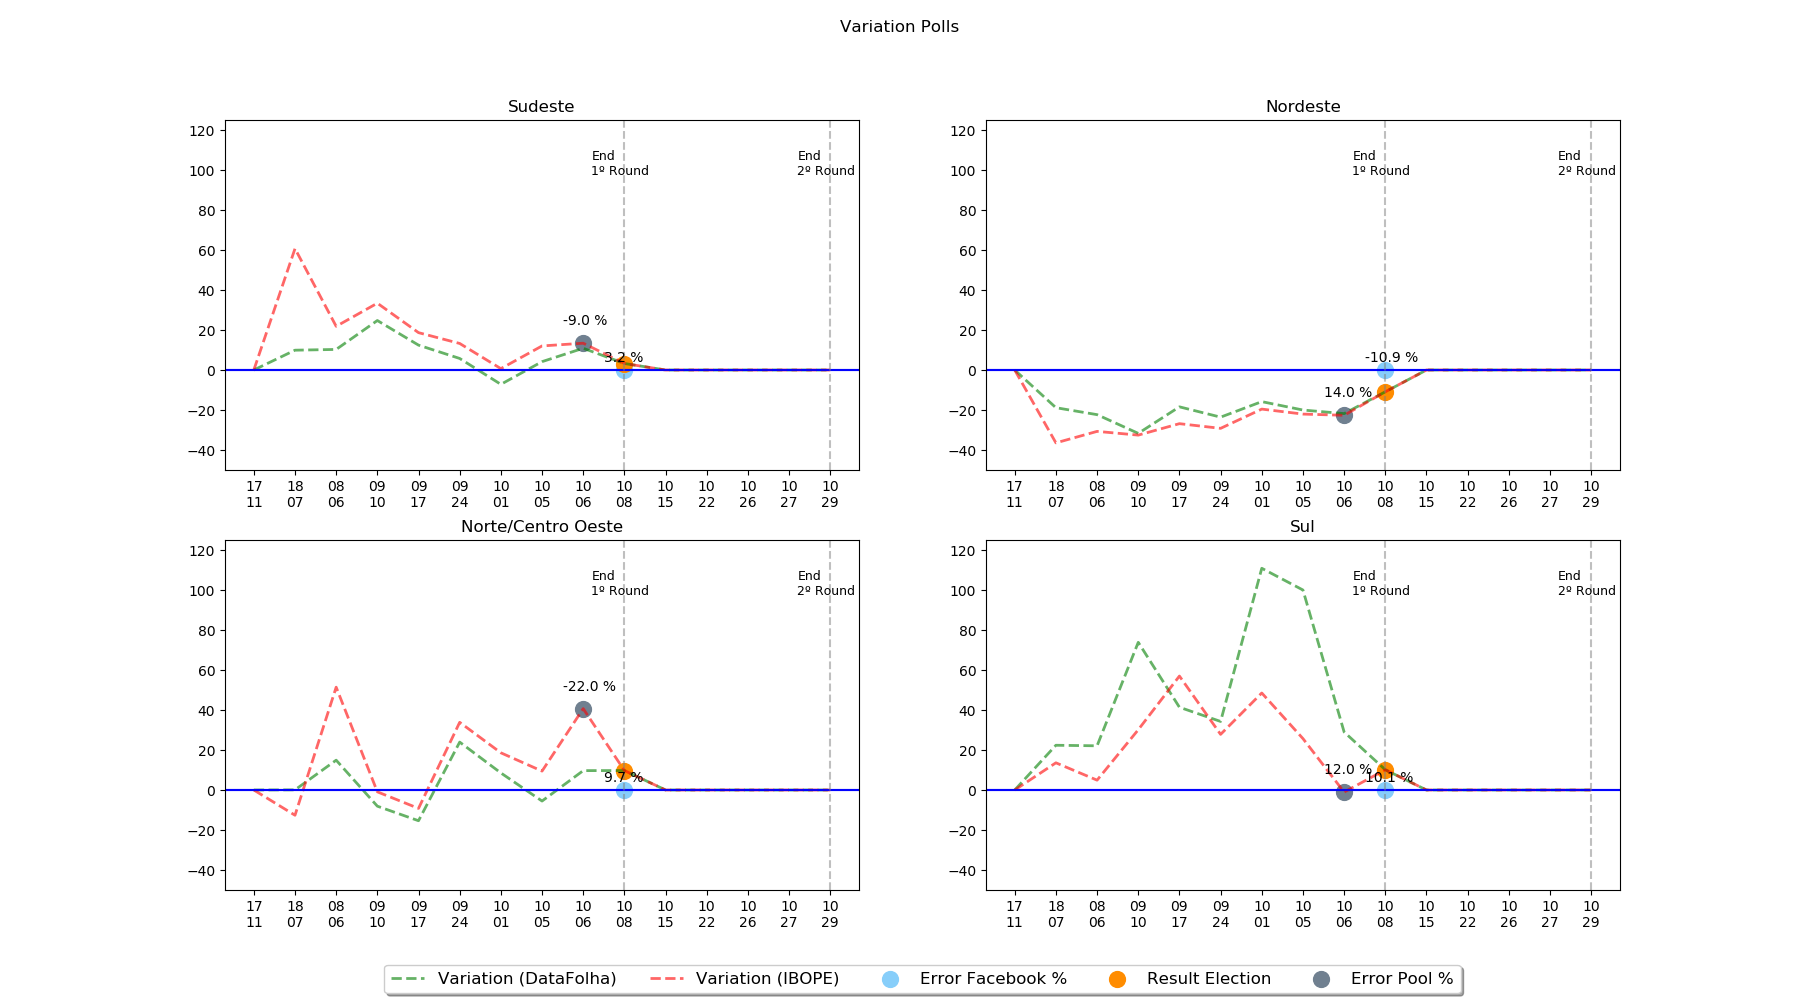 Variation Polls
Sudeste
120
100
80
60
40
20
0
−20
−40
End
1º Round
End
2º Round
-9.0 %
3.2 %
17 18 08 09 09 09 10 10 10 10 10 10 10 10 10
11 07 06 10 17 24 01 05 06 08 15 22 26 27 29
Nordeste
120
100
80
60
40
20
0
−20
−40
End
1º Round
End
2º Round
-10.9 %
14.0 %
17 18 08 09 09 09 10 10 10 10 10 10 10 10 10
11 07 06 10 17 24 01 05 06 08 15 22 26 27 29
Norte/Centro Oeste
120
100
80
60
40
20
0
−20
−40
End
1º Round
End
2º Round
-22.0 %
9.7 %
17 18 08 09 09 09 10 10 10 10 10 10 10 10 10
11 07 06 10 17 24 01 05 06 08 15 22 26 27 29
Sul
120
100
80
60
40
20
0
−20
−40
End
1º Round
End
2º Round
12.0 %
10.1 %
17 18 08 09 09 09 10 10 10 10 10 10 10 10 10
11 07 06 10 17 24 01 05 06 08 15 22 26 27 29
Variation (DataFolha) Variation (IBOPE) Error Facebook % Result Election Error Pool %